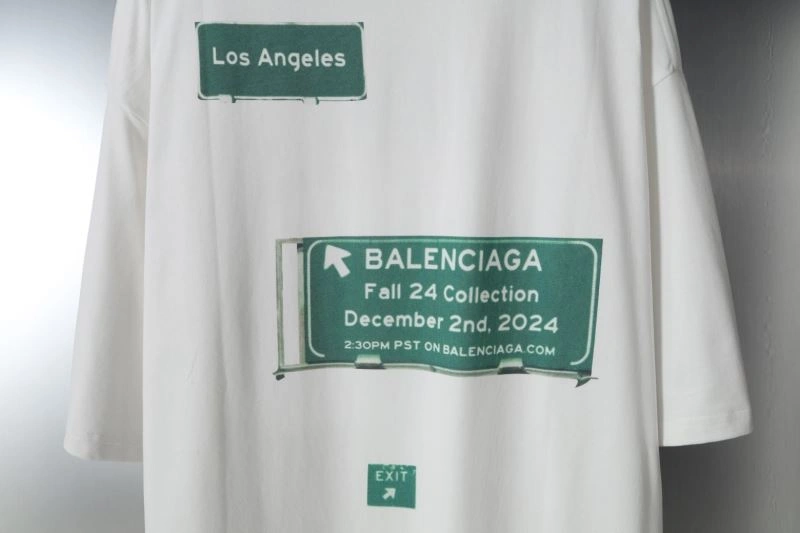 Los Angeles
BALENCIAGA
Fall 24 Collection
December 2nd, 2024
2:30PM PST ON BALENCIAGA.COM
EXIT